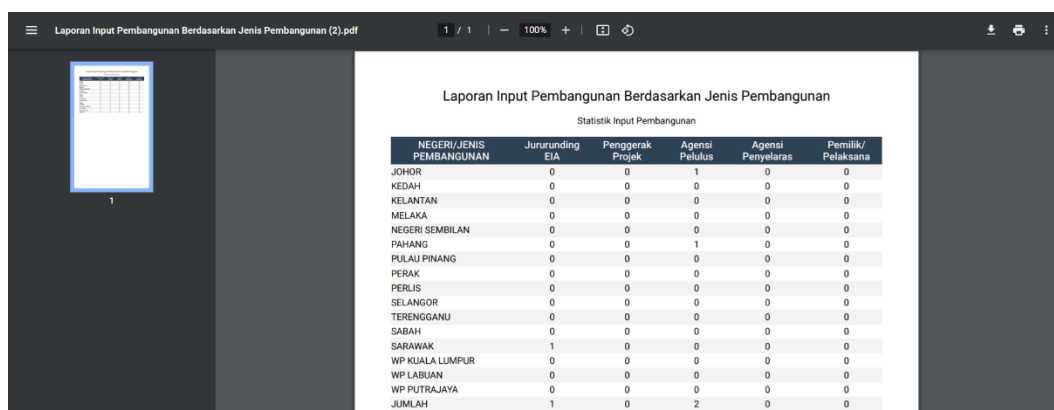 Laporan Input Pembangunan Berdasarkan Jenis Pembangunan (2).pdf
1 / 1 | − 100% + |
1
Laporan Input Pembangunan Berdasarkan Jenis Pembangunan
Statistik Input Pembangunan
NEGERI/JENIS PEMBANGUNAN Jururunding EIA Penggerak Projek Agensi Pelulus Agensi Penyelaras Pemilik/ Pelaksana
JOHOR 0 0 1 0 0
KEDAH 0 0 0 0 0
KELANTAN 0 0 0 0 0
MELAKA 0 0 0 0 0
NEGERI SEMBILAN 0 0 0 0 0
PAHANG 0 0 1 0 0
PULAU PINANG 0 0 0 0 0
PERAK 0 0 0 0 0
PERLIS 0 0 0 0 0
SELANGOR 0 0 0 0 0
TERENGGANU 0 0 0 0 0
SABAH 0 0 0 0 0
SARAWAK 1 0 0 0 0
WP KUALA LUMPUR 0 0 0 0 0
WP LABUAN 0 0 0 0 0
WP PUTRAJAYA 0 0 0 0 0
JUMLAH 1 0 2 0 0